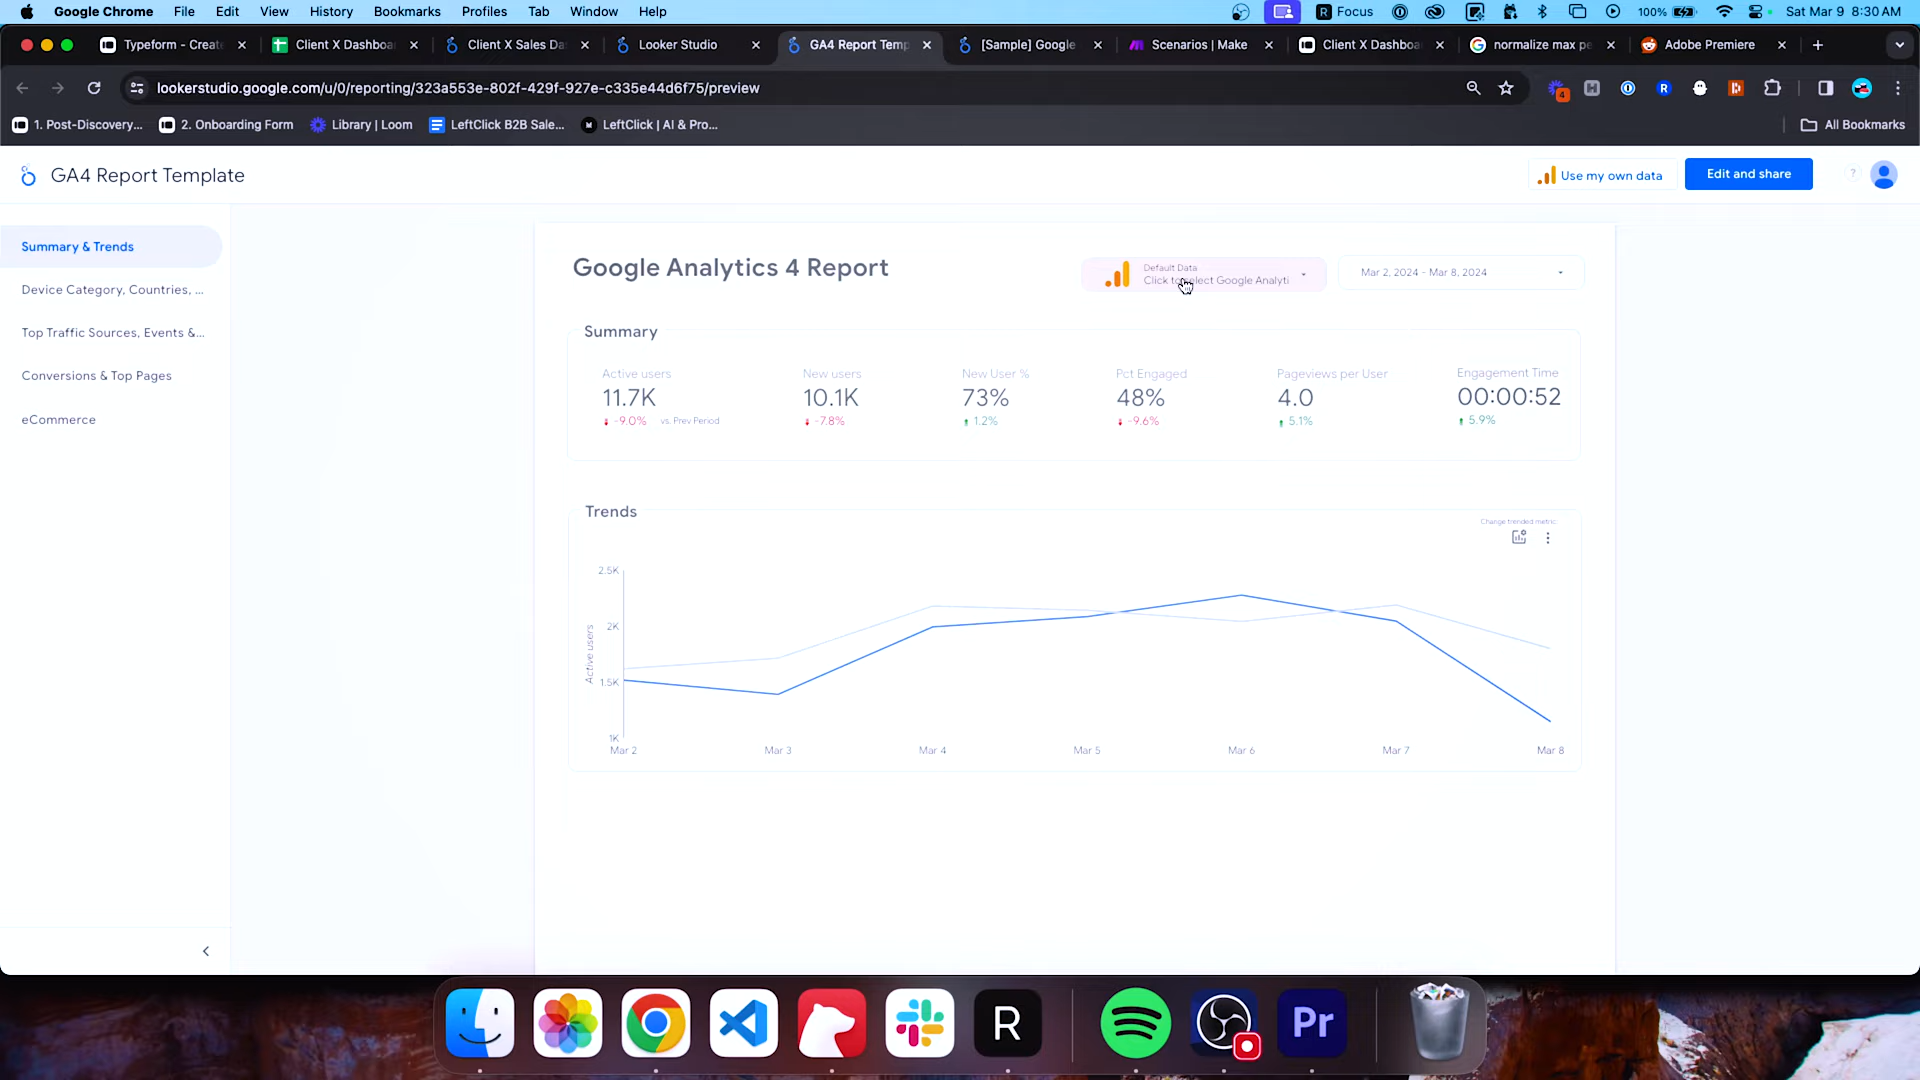 Google Chrome File Edit View History Bookmarks Profiles Tab Window Help
R Focus 100% Sat Mar 9 8:30 AM
Typeform - Creat
Client X Dashboa
Client X Sales Da
Looker Studio
GA4 Report Temp
[Sample] Google
Scenarios | Make
Client X Dashboa
normalize max pe
Adobe Premiere
lookerstudio.google.com/u/0/reporting/323a553e-802f-429f-927e-c335e44d6f75/preview
4
R
1. Post-Discovery...
2. Onboarding Form
Library | Loom
LeftClick B2B Sale...
LeftClick | AI & Pro...
All Bookmarks
GA4 Report Template
Use my own data
Edit and share
?
Summary & Trends
Device Category, Countries, ...
Top Traffic Sources, Events &...
Conversions & Top Pages
eCommerce
Google Analytics 4 Report
Default Data
Click to select Google Analyti
Mar 2, 2024 - Mar 8, 2024
Summary
Active users
11.7K
-9.0% vs. Prev Period
New users
10.1K
-7.8%
New User %
73%
1.2%
Pct Engaged
48%
-9.6%
Pageviews per User
4.0
5.1%
Engagement Time
00:00:52
5.9%
Trends
Change trended metric
Active users
2.5K
2K
1.5K
1K
Mar 2 Mar 3 Mar 4 Mar 5 Mar 6 Mar 7 Mar 8
R
Pr